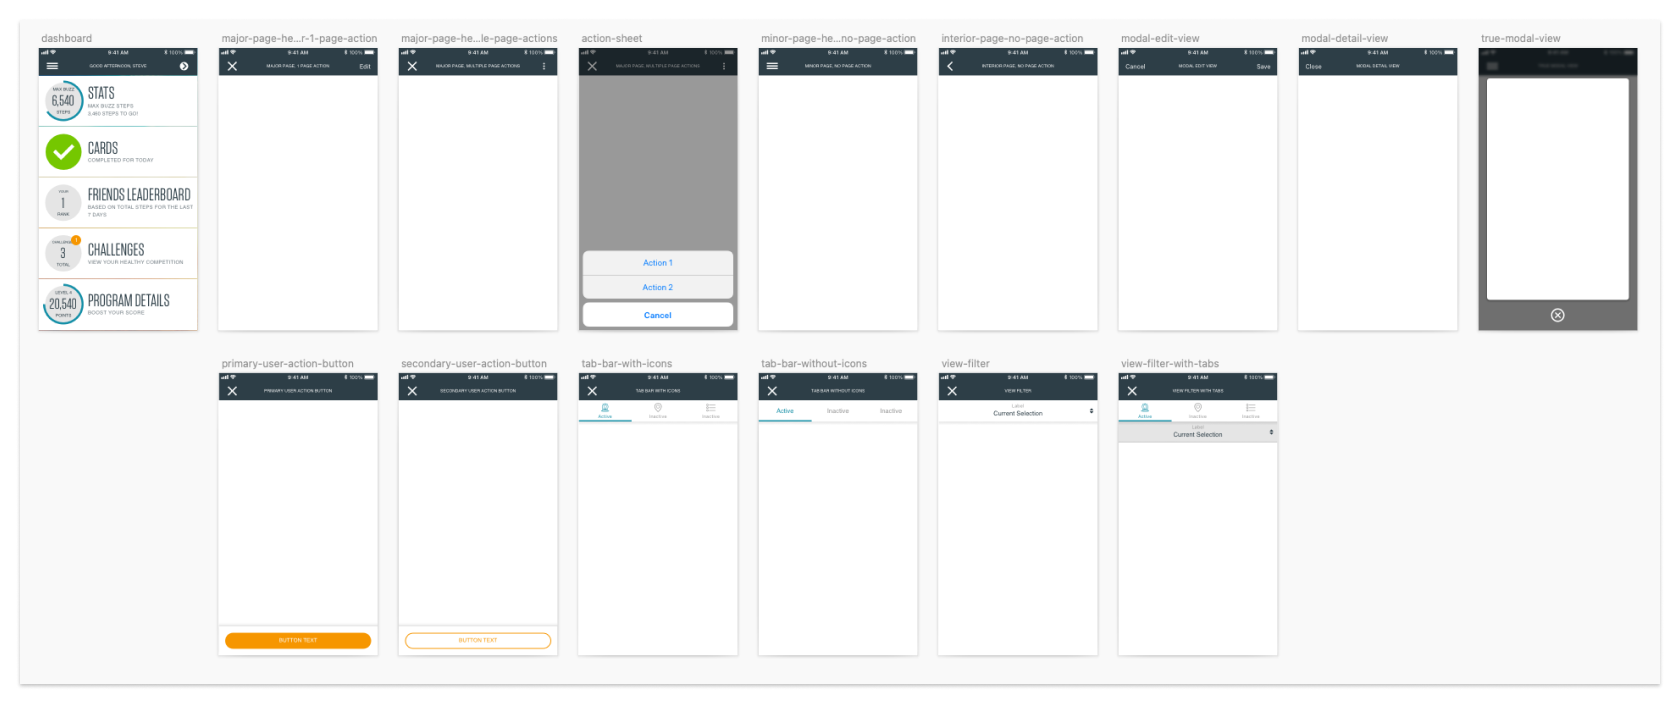 dashboard
9:41 AM
100%
GOOD AFTERNOON, STEVE
MAX BUZZ
6,540
STEPS
STATS
MAX BUZZ STEPS
3,460 STEPS TO GO!
CARDS
COMPLETED FOR TODAY
YOUR
1
RANK
FRIENDS LEADERBOARD
BASED ON TOTAL STEPS FOR THE LAST
7 DAYS
3
TOTAL
CHALLENGES
VIEW YOUR HEALTHY COMPETITION
20,540
POINTS
PROGRAM DETAILS
BOOST YOUR SCORE
major-page-he...r-1-page-action
9:41 AM
100%
MAJOR PAGE, 1 PAGE ACTION
Edit
major-page-he...le-page-actions
9:41 AM
100%
MAJOR PAGE, MULTIPLE PAGE ACTIONS
action-sheet
9:41 AM
100%
MAJOR PAGE, MULTIPLE PAGE ACTIONS
Action 1
Action 2
Cancel
minor-page-he...no-page-action
9:41 AM
100%
MINOR PAGE, NO PAGE ACTION
interior-page-no-page-action
9:41 AM
100%
INTERIOR PAGE, NO PAGE ACTION
modal-edit-view
9:41 AM
100%
Cancel
MODAL EDIT VIEW
Save
modal-detail-view
9:41 AM
100%
Close
MODAL DETAIL VIEW
true-modal-view
primary-user-action-button
9:41 AM
100%
PRIMARY USER ACTION BUTTON
BUTTON TEXT
secondary-user-action-button
9:41 AM
100%
SECONDARY USER ACTION BUTTON
BUTTON TEXT
tab-bar-with-icons
9:41 AM
100%
TAB BAR WITH ICONS
Active
Inactive
Inactive
tab-bar-without-icons
9:41 AM
100%
TAB BAR WITHOUT ICONS
Active
Inactive
Inactive
view-filter
9:41 AM
100%
VIEW FILTER
Label
Current Selection
view-filter-with-tabs
9:41 AM
100%
VIEW FILTER WITH TABS
Active
Inactive
Inactive
Label
Current Selection